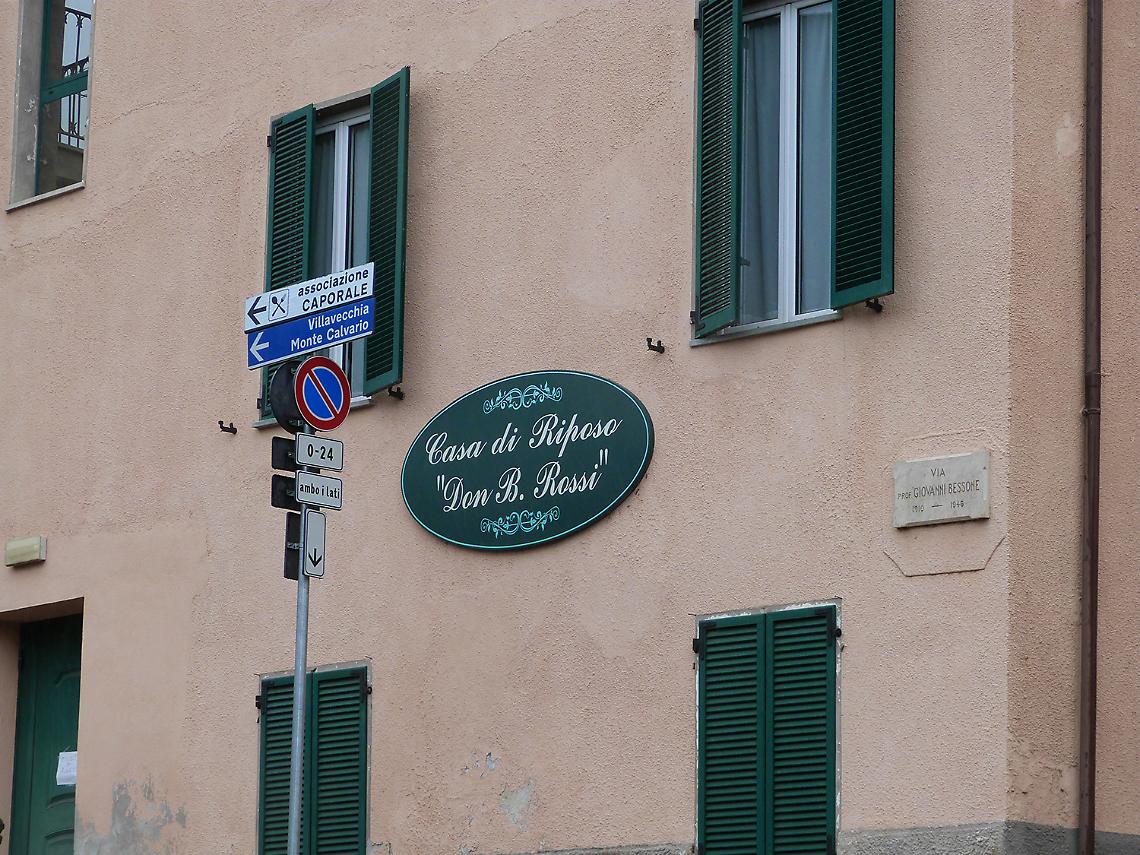 associazione
CAPORALE
Villavecchia
Monte Calvario
0-24
ambo i lati
Casa di Riposo
"Don B. Rossi"
VIA
PROF. GIOVANNI BESSONE
1910 — 1945